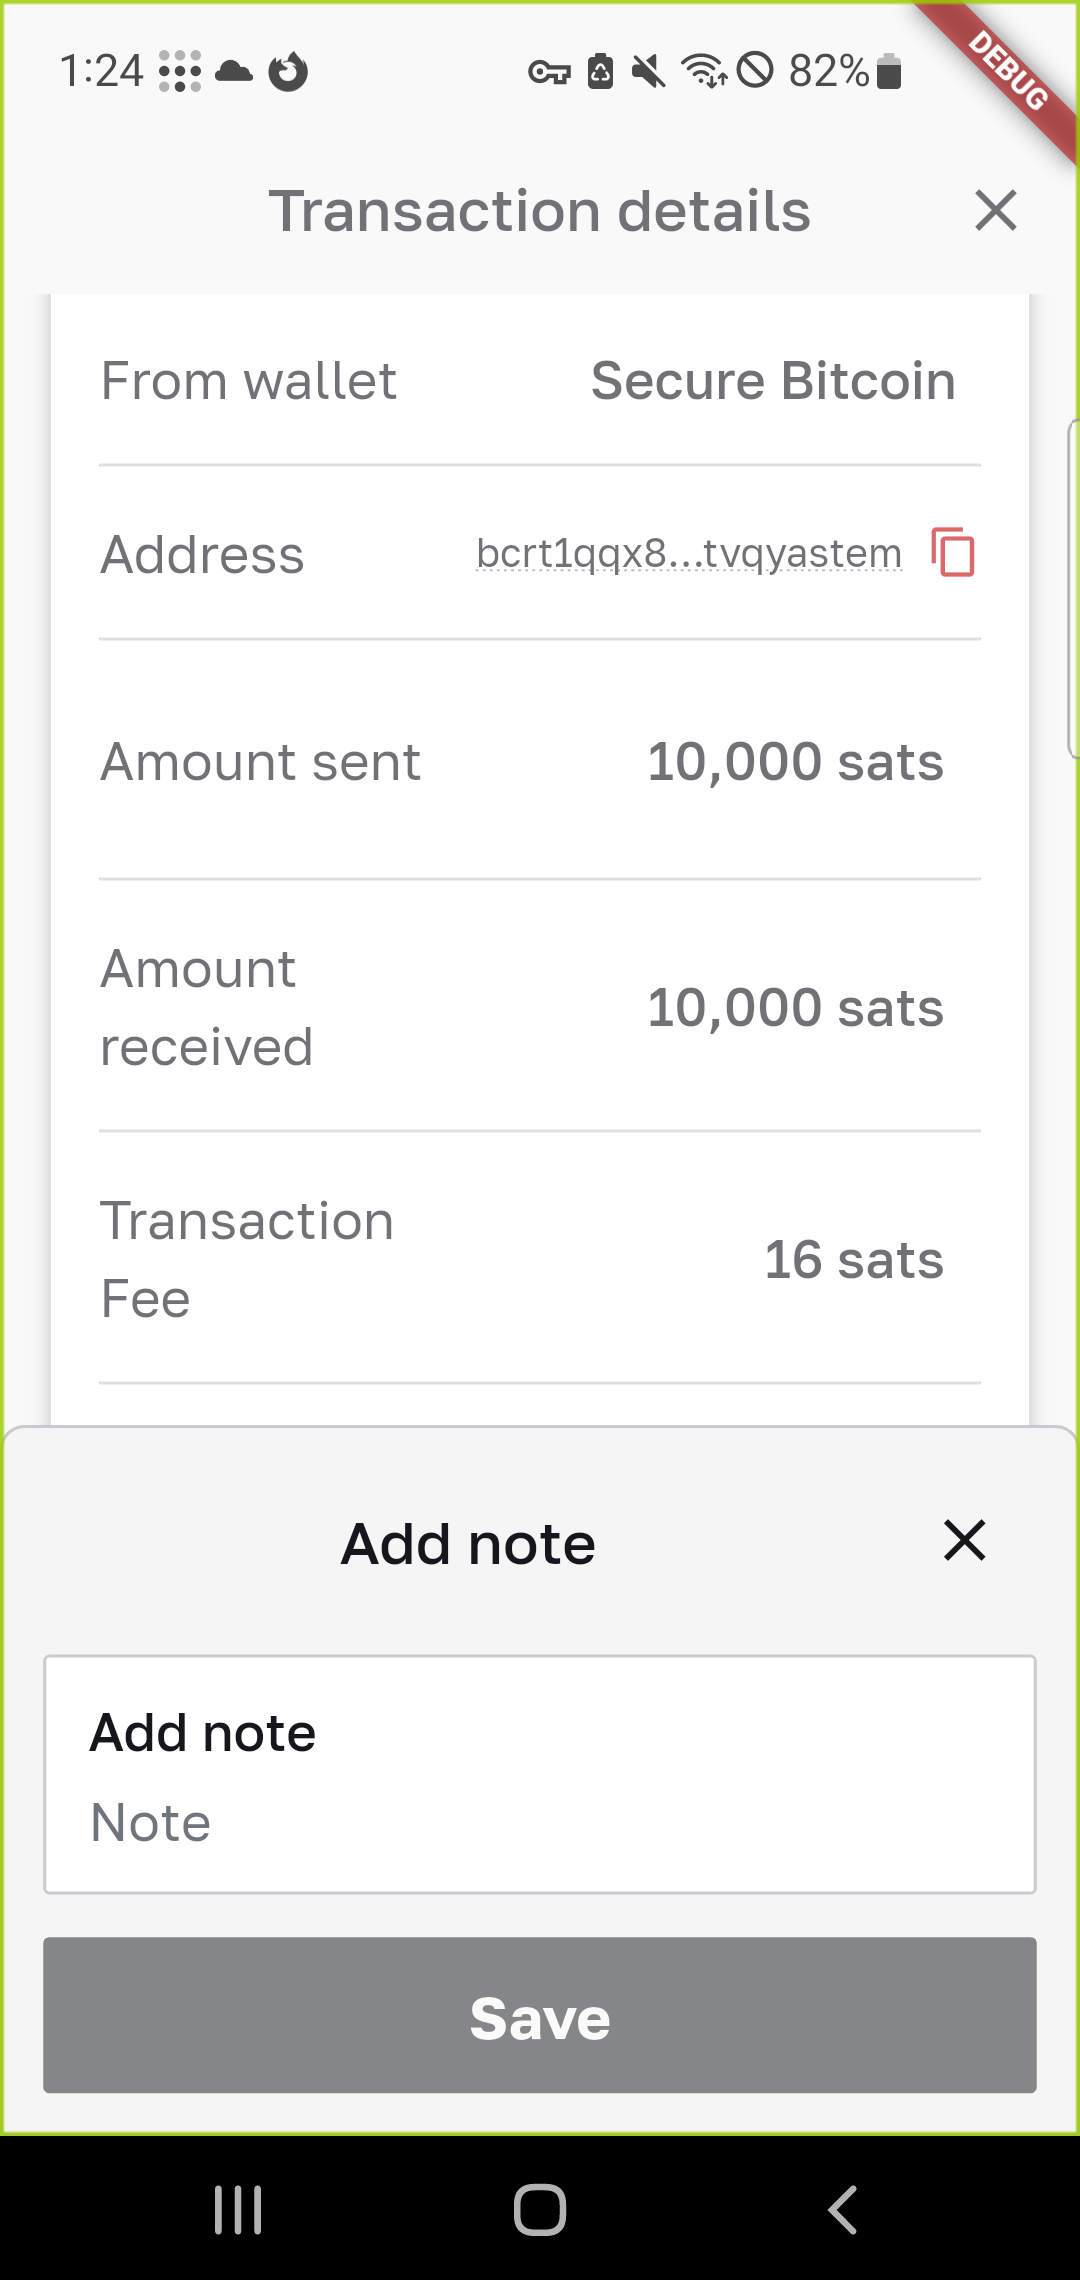 1:24
82%
DEBUG
Transaction details
From wallet
Secure Bitcoin
Address
bcrt1qqx8...tvqyastem
Amount sent
10,000 sats
Amount
received
10,000 sats
Transaction
Fee
16 sats
Add note
Add note
Note
Save